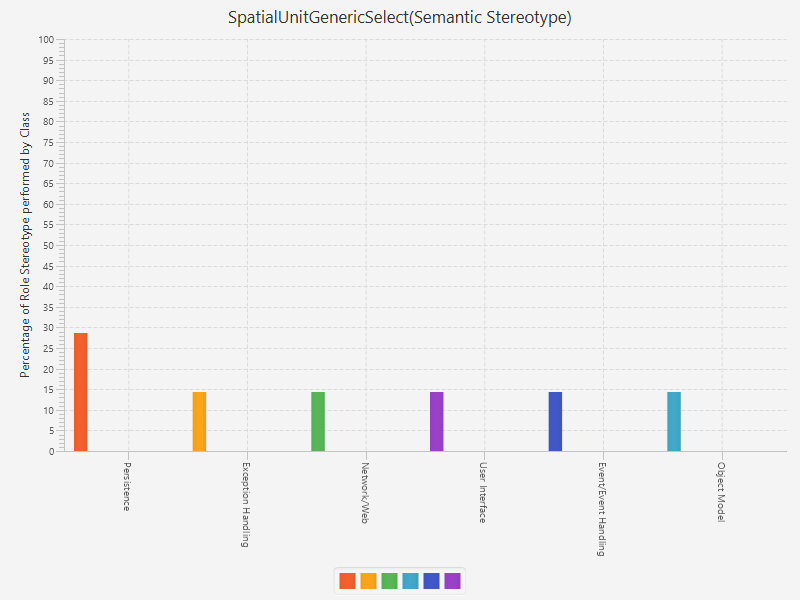 SpatialUnitGenericSelect(Semantic Stereotype)
Percentage of Role Stereotype performed by Class
100
95
90
85
80
75
70
65
60
55
50
45
40
35
30
25
20
15
10
5
0
Persistence
Exception Handling
Network/Web
User Interface
Event/Event Handling
Object Model